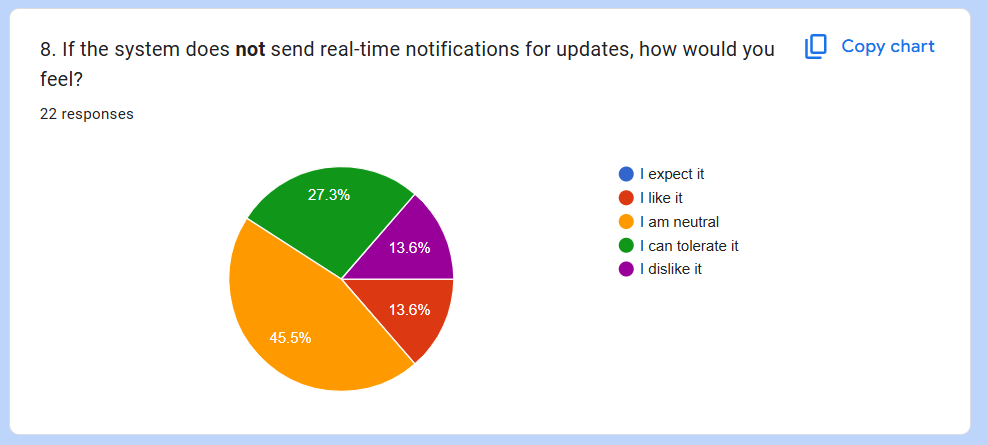 8. If the system does not send real-time notifications for updates, how would you
feel?
Copy chart
22 responses
27.3%
13.6%
13.6%
45.5%
I expect it
I like it
I am neutral
I can tolerate it
I dislike it